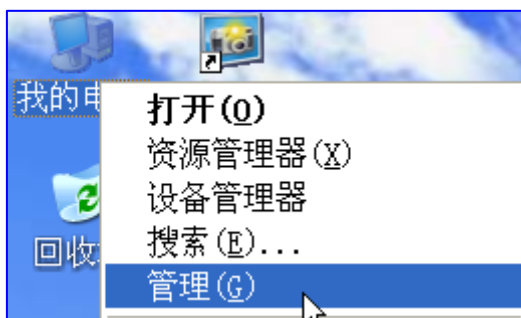 我的电
打开(O)
资源管理器(X)
设备管理器
回收
搜索(E)...
管理(G)